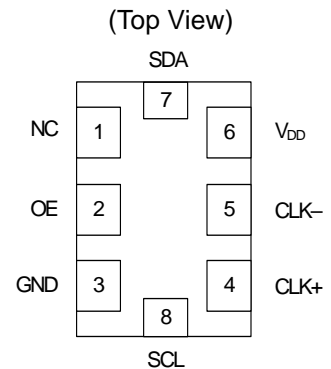 (Top View)
SDA
7
NC 1 6 VDD
OE 2 5 CLK–
GND 3 4 CLK+
8
SCL